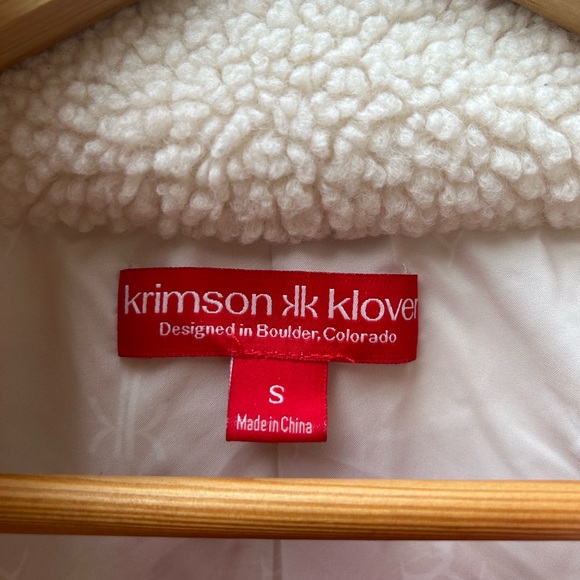 krimson kk klover
Designed in Boulder, Colorado
S
Made in China